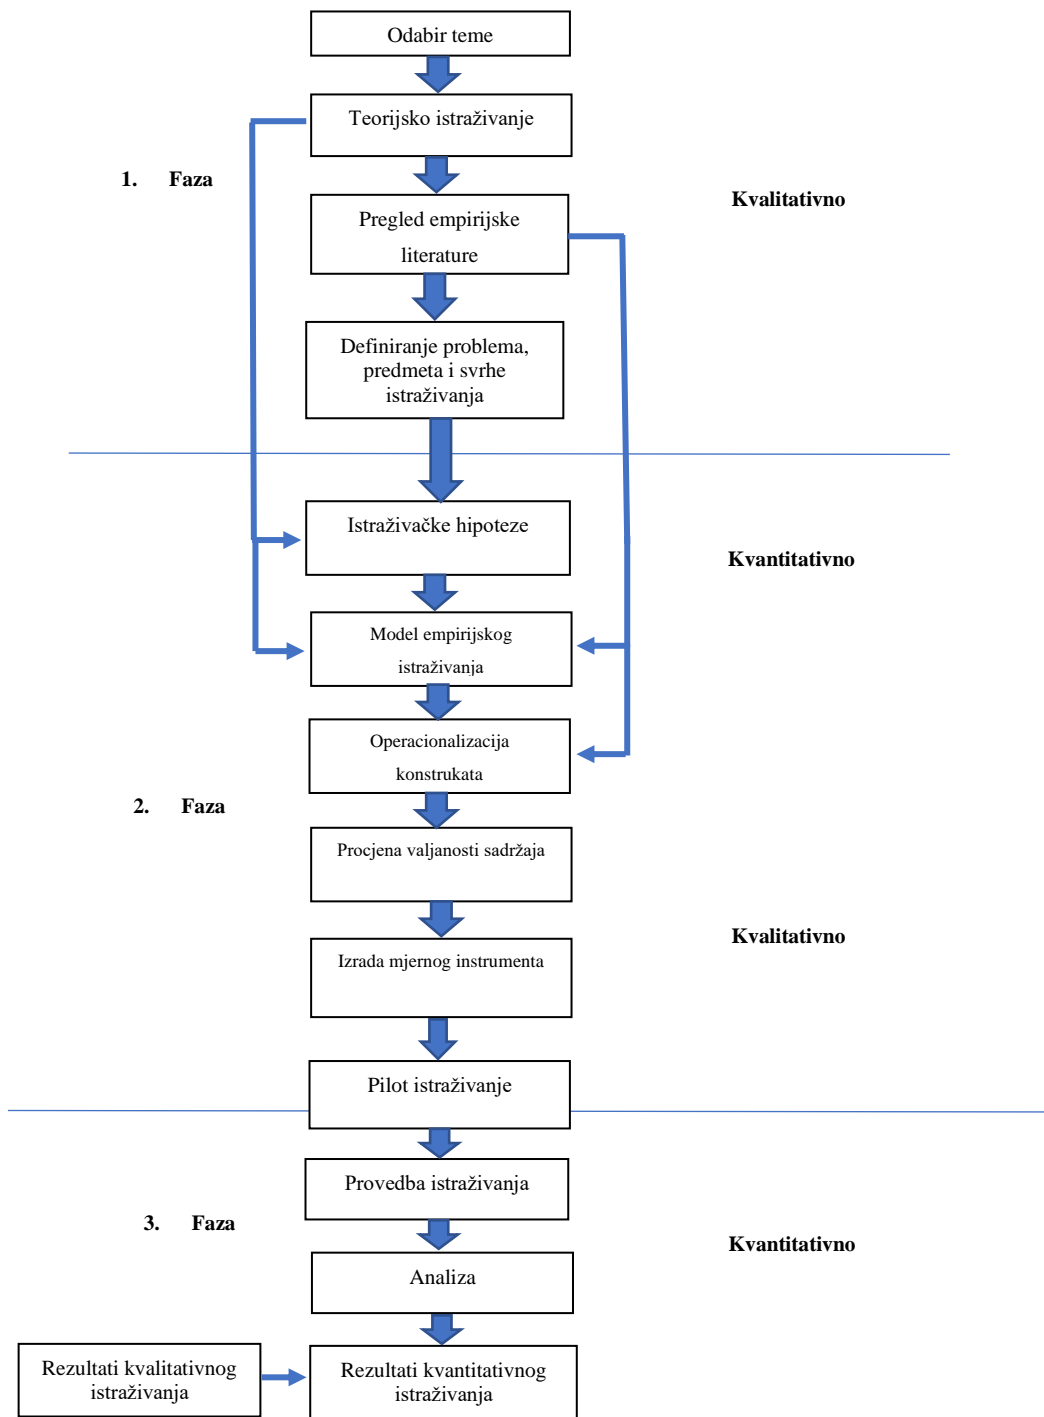 Odabir teme
Teorijsko istraživanje
1. Faza
Kvalitativno
Pregled empirijske
literature
Definiranje problema,
predmeta i svrhe
istraživanja
Istraživačke hipoteze
Kvantitativno
Model empirijskog
istraživanja
Operacionalizacija
konstrukata
2. Faza
Procjena valjanosti sadržaja
Kvalitativno
Izrada mjernog instrumenta
Pilot istraživanje
Provedba istraživanja
3. Faza
Kvantitativno
Analiza
Rezultati kvalitativnog
istraživanja
Rezultati kvantitativnog
istraživanja